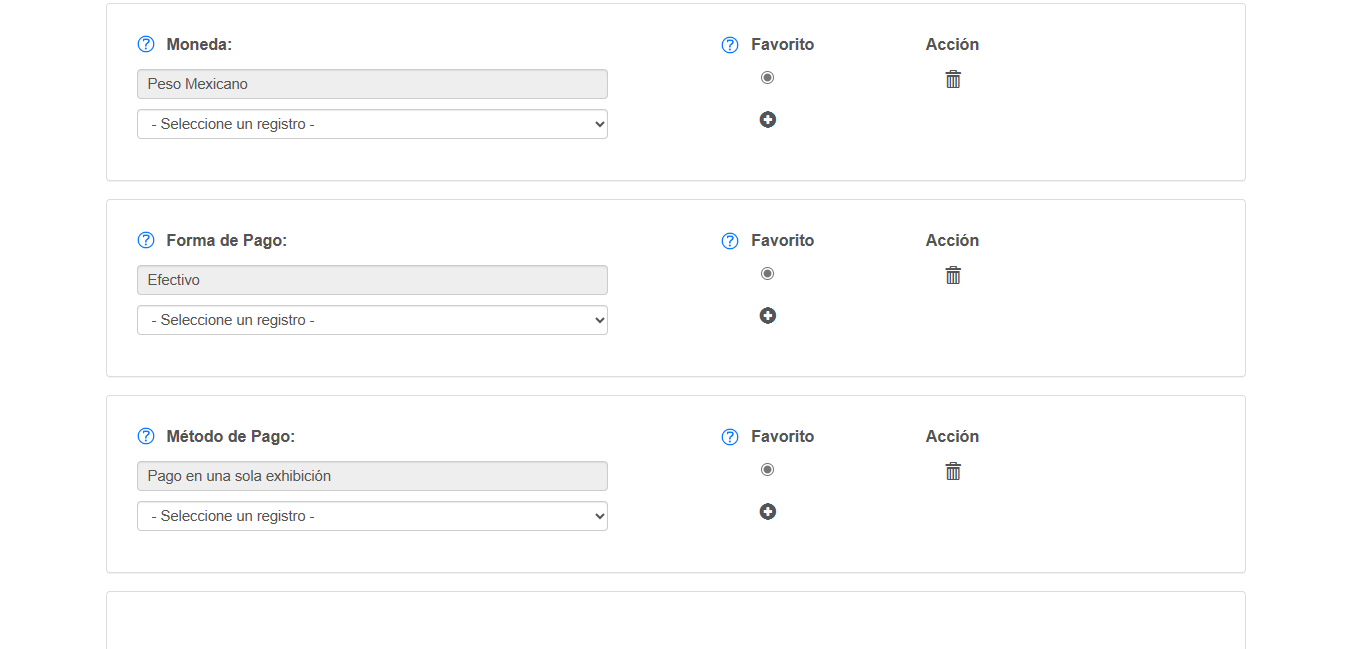 Moneda: Favorito Acción
Peso Mexicano
- Seleccione un registro -
Forma de Pago: Favorito Acción
Efectivo
- Seleccione un registro -
Método de Pago: Favorito Acción
Pago en una sola exhibición
- Seleccione un registro -